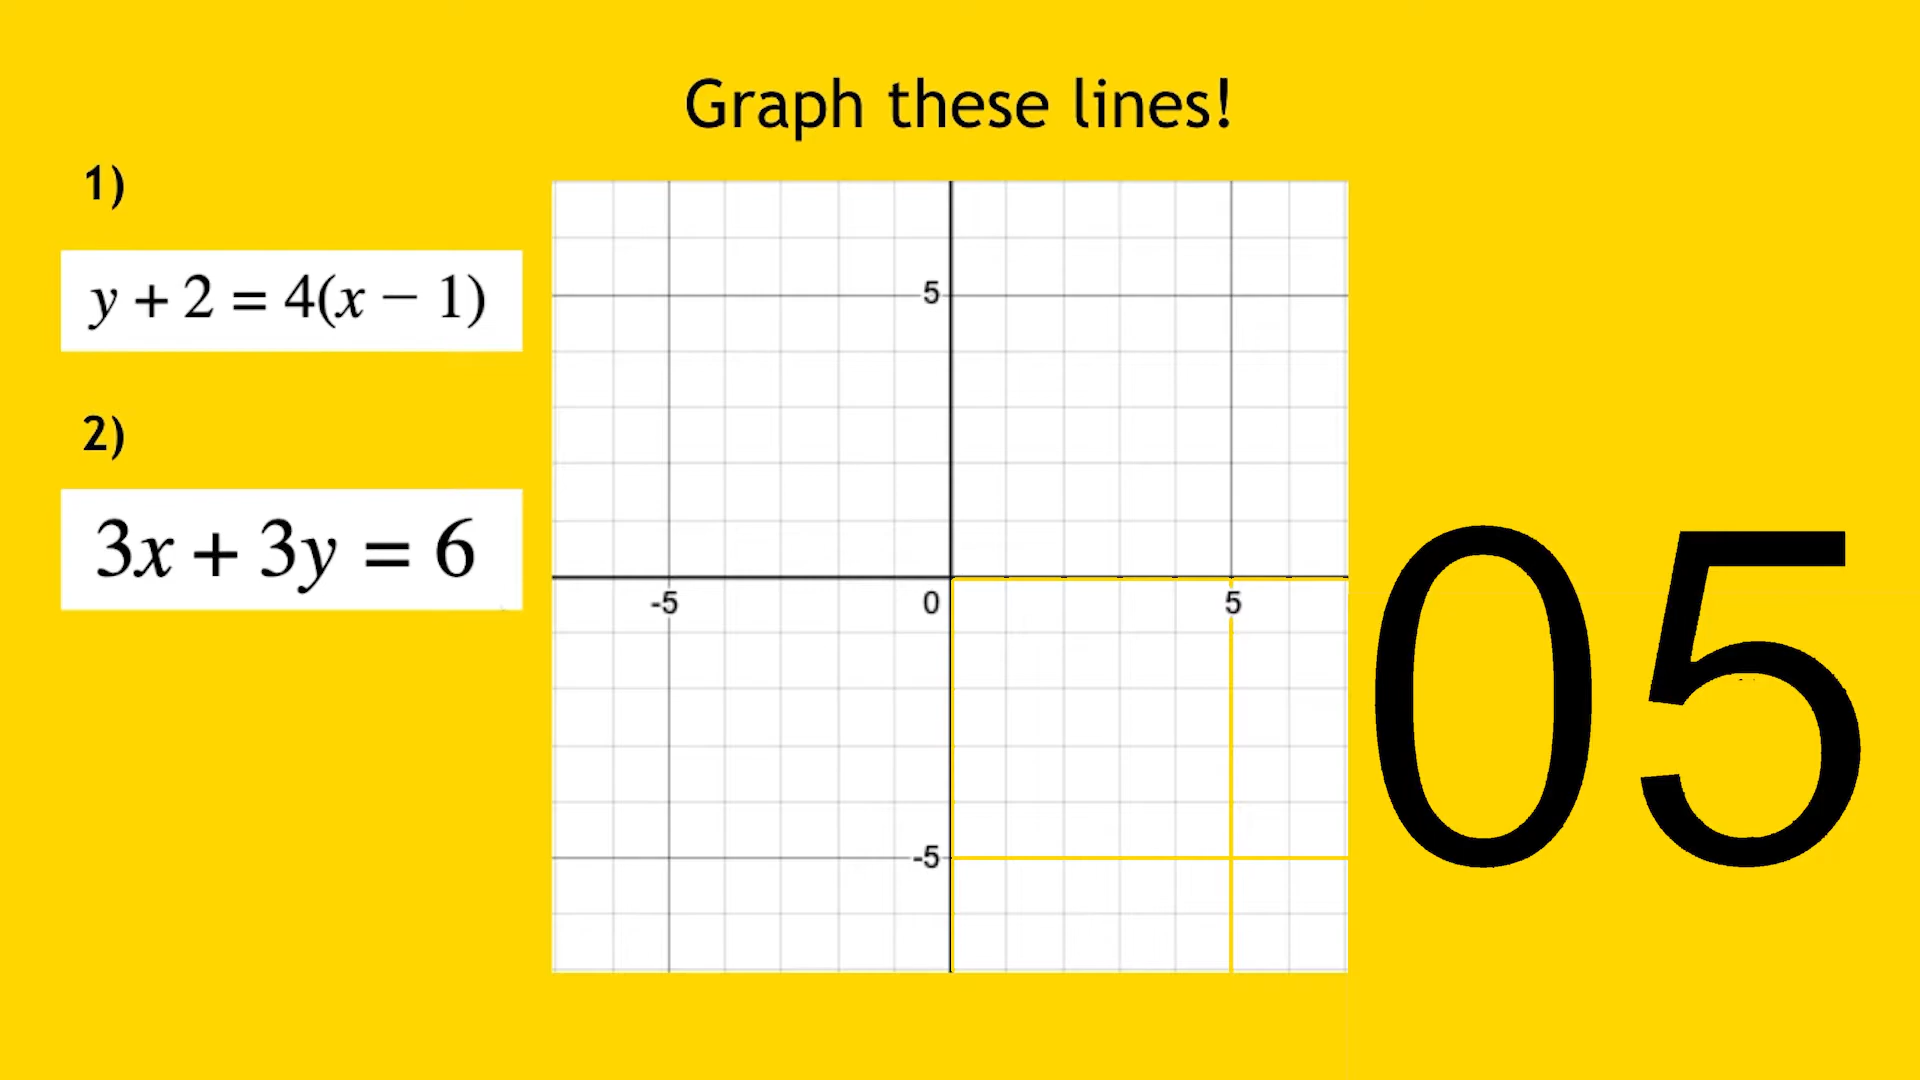 Graph these lines!
1)
y + 2 = 4(x − 1)
2)
3x + 3y = 6
5
-5
0
5
-5
05